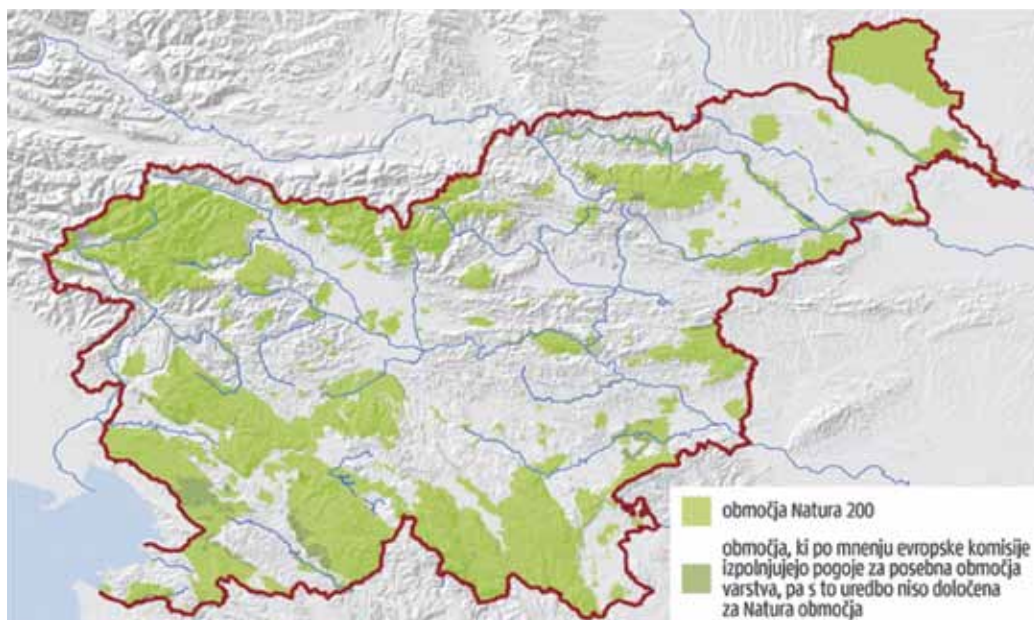 območja Natura 200
območja, ki po mnenju evropske komisije
izpolnjujejo pogoje za posebna območja
varstva, pa s to uredbo niso določena
za Natura območja